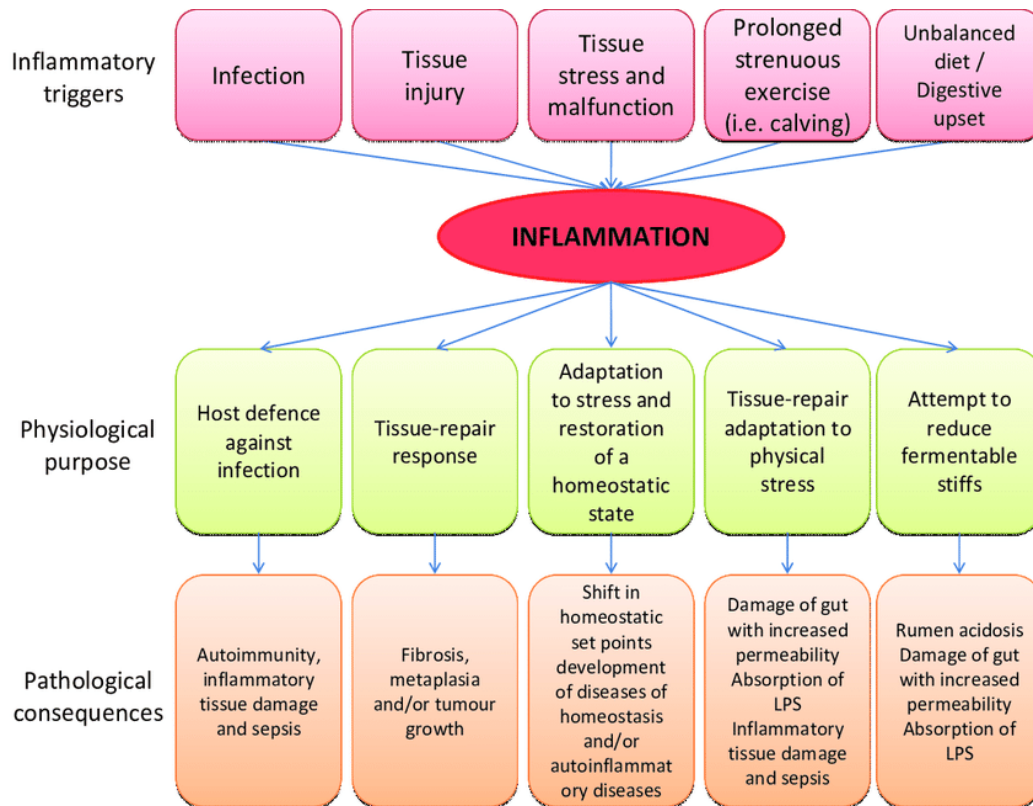 Inflammatory
triggers
Infection
Tissue
injury
Tissue
stress and
malfunction
Prolonged
strenuous
exercise
(i.e. calving)
Unbalanced
diet /
Digestive
upset
INFLAMMATION
Physiological
purpose
Host defence
against
infection
Tissue-repair
response
Adaptation
to stress and
restoration
of a
homeostatic
state
Tissue-repair
adaptation to
physical
stress
Attempt to
reduce
fermentable
stiffs
Pathological
consequences
Autoimmunity,
inflammatory
tissue damage
and sepsis
Fibrosis,
metaplasia
and/or tumour
growth
Shift in
homeostatic
set points
development
of diseases of
homeostasis
and/or
autoinflammat
ory diseases
Damage of gut
with increased
permeability
Absorption of
LPS
Inflammatory
tissue damage
and sepsis
Rumen acidosis
Damage of gut
with increased
permeability
Absorption of
LPS